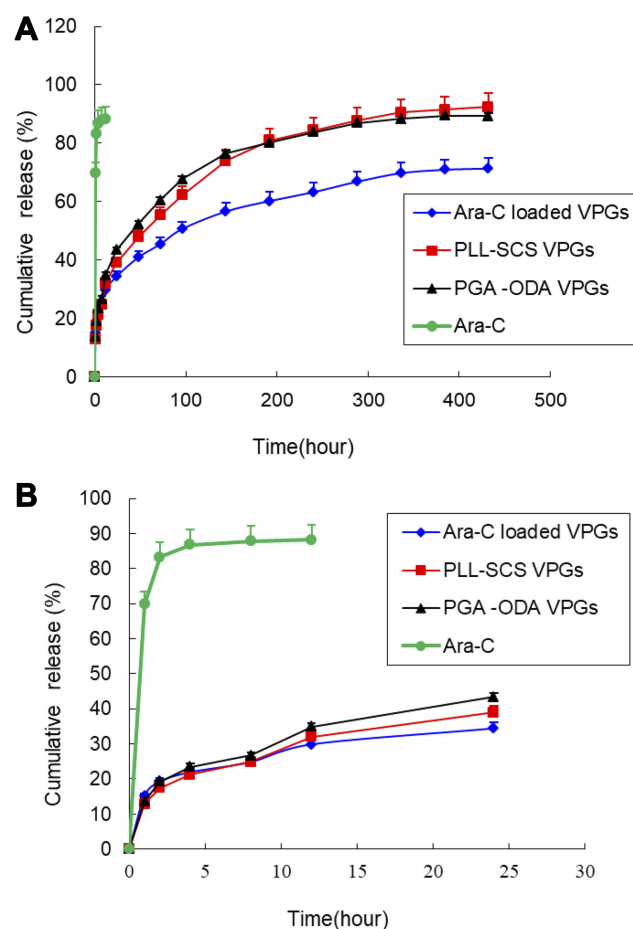 A
120
100
80
60
40
20
0
0 100 200 300 400 500
Cumulative release (%)
Time(hour)
Ara-C loaded VPGs
PLL-SCS VPGs
PGA -ODA VPGs
Ara-C
B
100
90
80
70
60
50
40
30
20
10
0
0 5 10 15 20 25 30
Cumulative release (%)
Time(hour)
Ara-C loaded VPGs
PLL-SCS VPGs
PGA -ODA VPGs
Ara-C